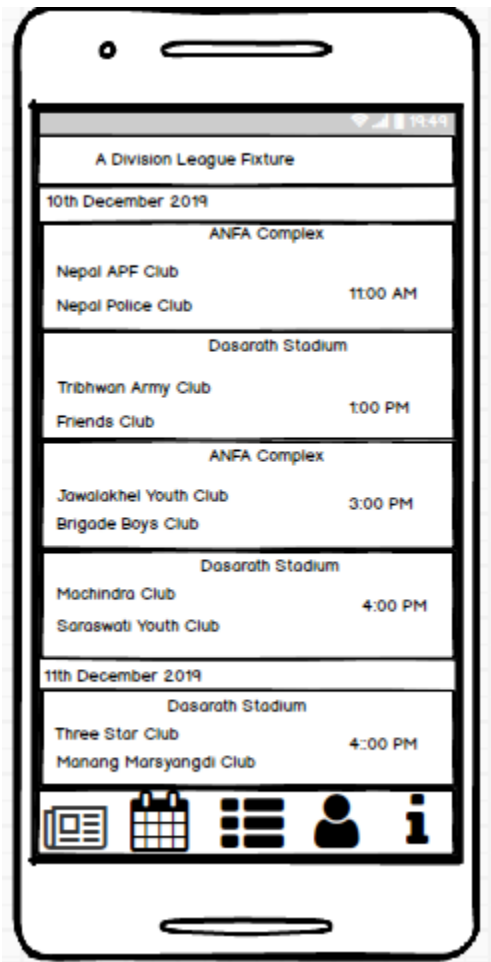 19:49
A Division League Fixture
10th December 2019
ANFA Complex
Nepal APF Club
Nepal Police Club
11:00 AM
Dasarath Stadium
Tribhwan Army Club
Friends Club
1:00 PM
ANFA Complex
Jawalakhel Youth Club
Brigade Boys Club
3:00 PM
Dasarath Stadium
Machindra Club
Saraswati Youth Club
4:00 PM
11th December 2019
Dasarath Stadium
Three Star Club
Manang Marsyangdi Club
4::00 PM